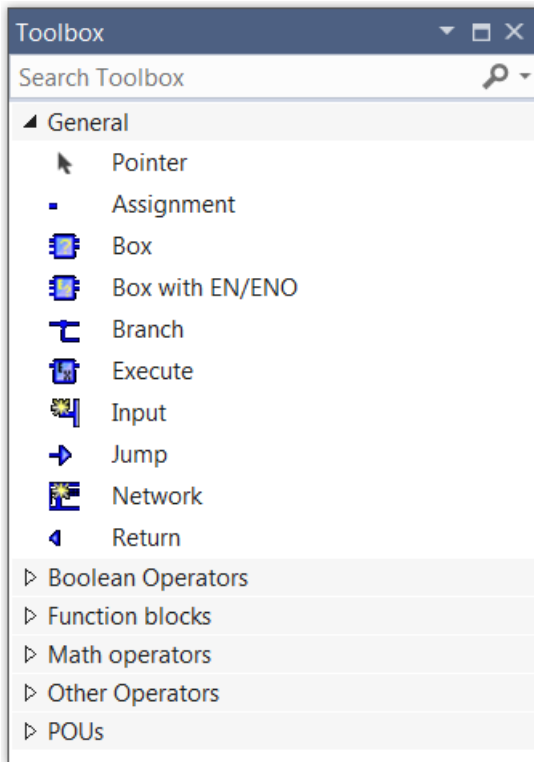 Toolbox
Search Toolbox
General
Pointer
Assignment
Box
Box with EN/ENO
Branch
Execute
Input
Jump
Network
Return
Boolean Operators
Function blocks
Math operators
Other Operators
POUs